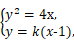 y² = 4x,
y = k(x-1),